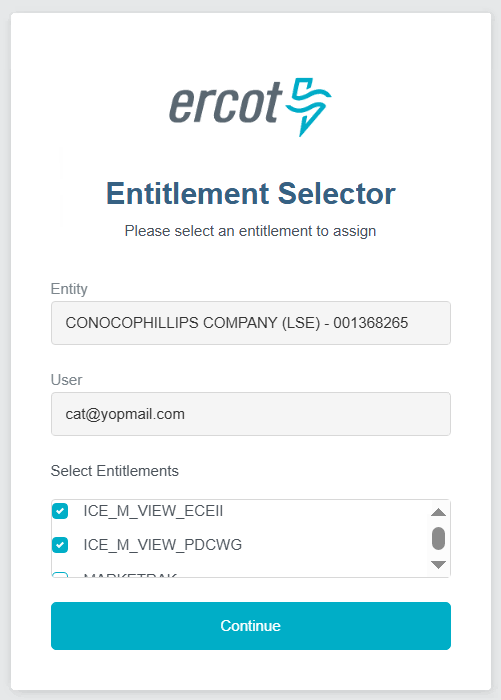 ercot
Entitlement Selector
Please select an entitlement to assign
Entity
CONOCOPHILLIPS COMPANY (LSE) - 001368265
User
cat@yopmail.com
Select Entitlements
ICE_M_VIEW_ECEII
ICE_M_VIEW_PDCWG
MARKETRAK
Continue